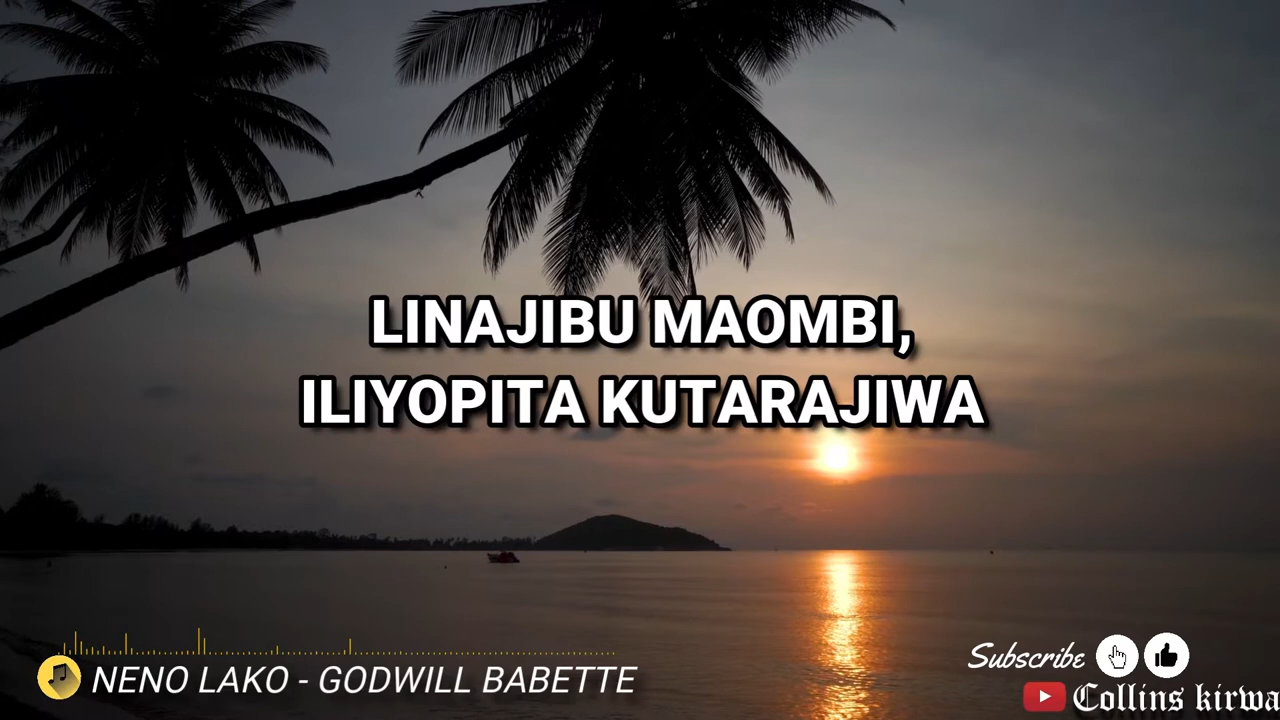 LINAJIBU MAOMBI,
ILIYOPITA KUTARAJIWA
NENO LAKO - GODWILL BABETTE
Subscribe
Collins kirwa